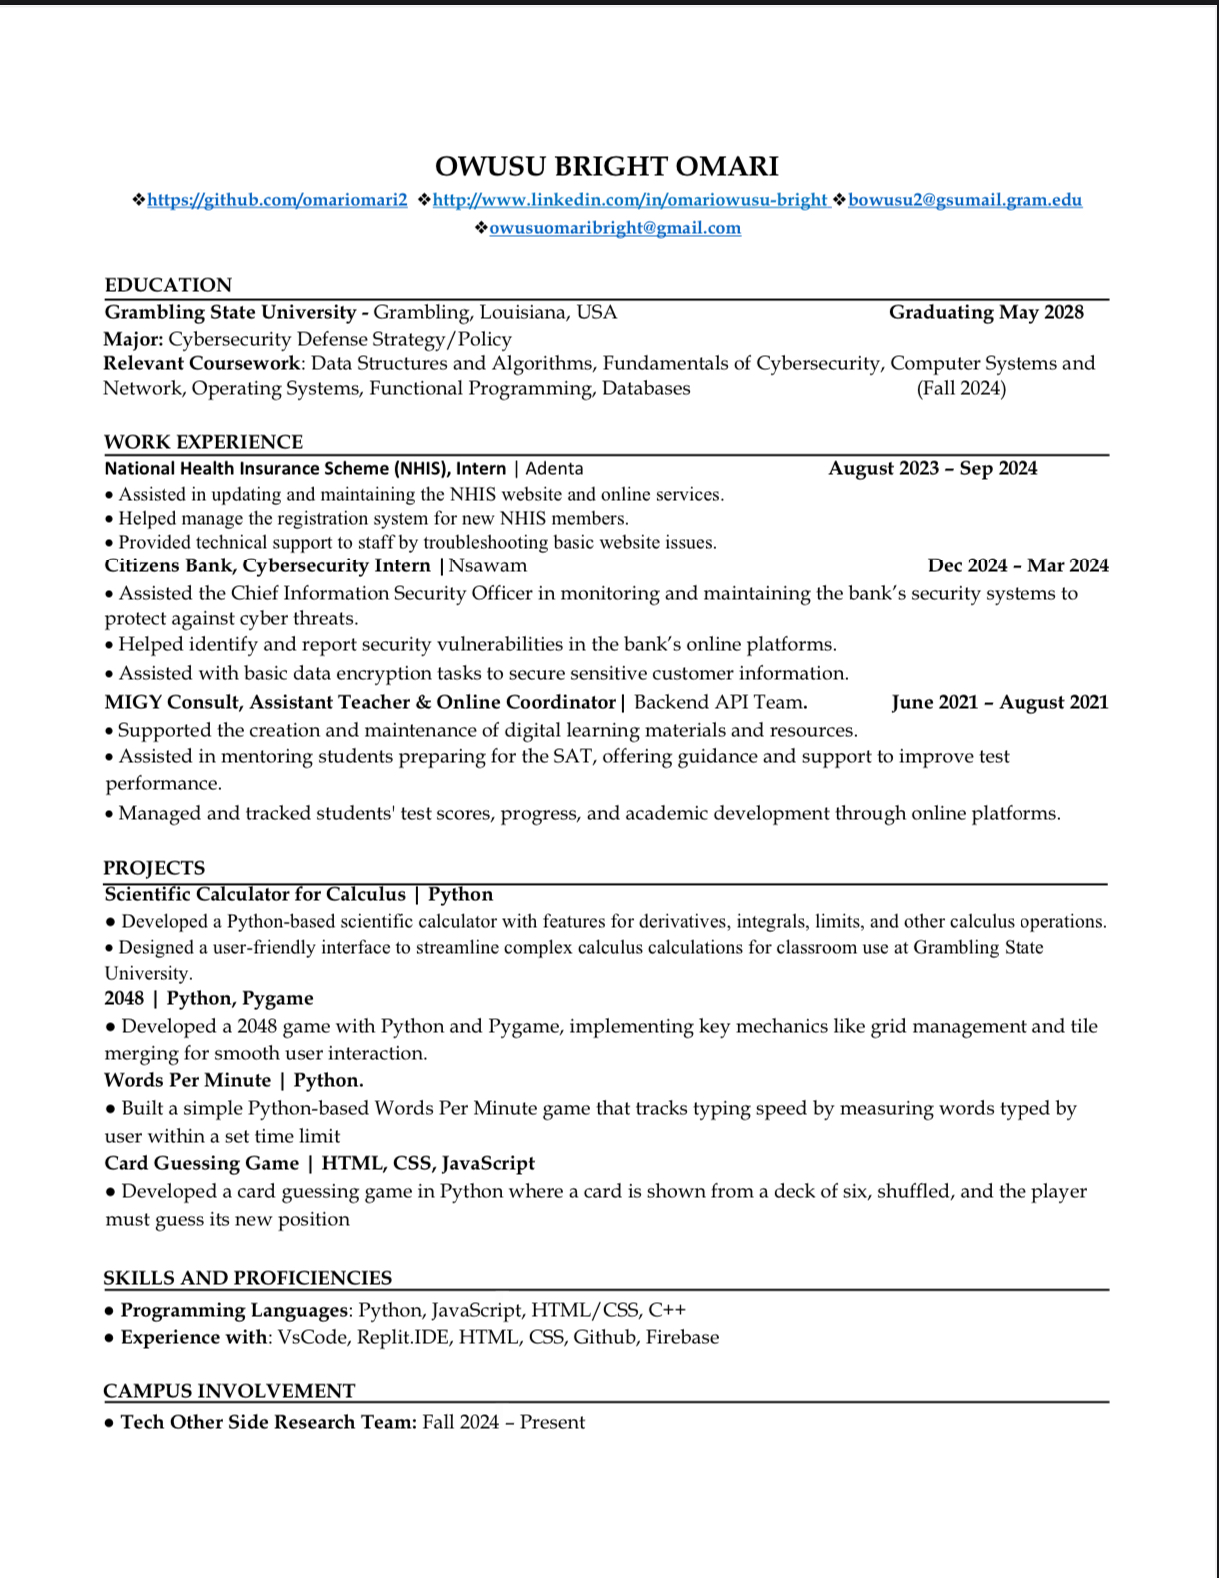 OWUSU BRIGHT OMARI
❖https://github.com/omariomari2 ❖http://www.linkedin.com/in/omariowusu-bright ❖bowusu2@gsumail.gram.edu
❖owusuomaribright@gmail.com
EDUCATION
Grambling State University - Grambling, Louisiana, USA Graduating May 2028
Major: Cybersecurity Defense Strategy/Policy
Relevant Coursework: Data Structures and Algorithms, Fundamentals of Cybersecurity, Computer Systems and
Network, Operating Systems, Functional Programming, Databases (Fall 2024)
WORK EXPERIENCE
National Health Insurance Scheme (NHIS), Intern | Adenta August 2023 – Sep 2024
• Assisted in updating and maintaining the NHIS website and online services.
• Helped manage the registration system for new NHIS members.
• Provided technical support to staff by troubleshooting basic website issues.
Citizens Bank, Cybersecurity Intern |Nsawam Dec 2024 – Mar 2024
• Assisted the Chief Information Security Officer in monitoring and maintaining the bank's security systems to
protect against cyber threats.
• Helped identify and report security vulnerabilities in the bank's online platforms.
• Assisted with basic data encryption tasks to secure sensitive customer information.
MIGY Consult, Assistant Teacher & Online Coordinator| Backend API Team. June 2021 – August 2021
• Supported the creation and maintenance of digital learning materials and resources.
• Assisted in mentoring students preparing for the SAT, offering guidance and support to improve test
performance.
• Managed and tracked students' test scores, progress, and academic development through online platforms.
PROJECTS
Scientific Calculator for Calculus | Python
● Developed a Python-based scientific calculator with features for derivatives, integrals, limits, and other calculus operations.
• Designed a user-friendly interface to streamline complex calculus calculations for classroom use at Grambling State
University.
2048 | Python, Pygame
● Developed a 2048 game with Python and Pygame, implementing key mechanics like grid management and tile
merging for smooth user interaction.
Words Per Minute | Python.
● Built a simple Python-based Words Per Minute game that tracks typing speed by measuring words typed by
user within a set time limit
Card Guessing Game | HTML, CSS, JavaScript
● Developed a card guessing game in Python where a card is shown from a deck of six, shuffled, and the player
must guess its new position
SKILLS AND PROFICIENCIES
● Programming Languages: Python, JavaScript, HTML/CSS, C++
● Experience with: VsCode, Replit.IDE, HTML, CSS, Github, Firebase
CAMPUS INVOLVEMENT
● Tech Other Side Research Team: Fall 2024 – Present